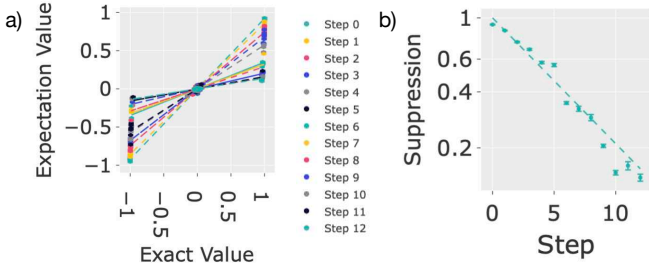 a)
Expectation Value
1
0.5
0
−0.5
−1
−1
−0.5
0
0.5
1
Exact Value
Step 0
Step 1
Step 2
Step 3
Step 4
Step 5
Step 6
Step 7
Step 8
Step 9
Step 10
Step 11
Step 12
b)
Suppression
1
0.6
0.4
0.2
0
5
10
Step